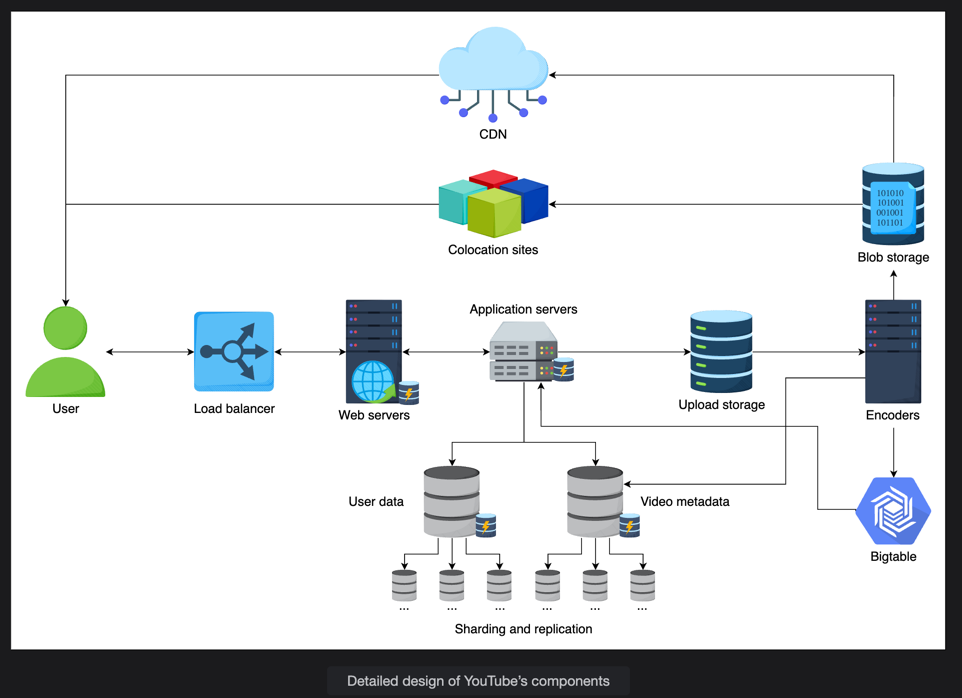 CDN
101010
101001
001001
101101
Colocation sites
Blob storage
Application servers
User
Load balancer
Web servers
Upload storage
Encoders
User data
Video metadata
Bigtable
... ... ... ... ... ...
Sharding and replication
Detailed design of YouTube's components